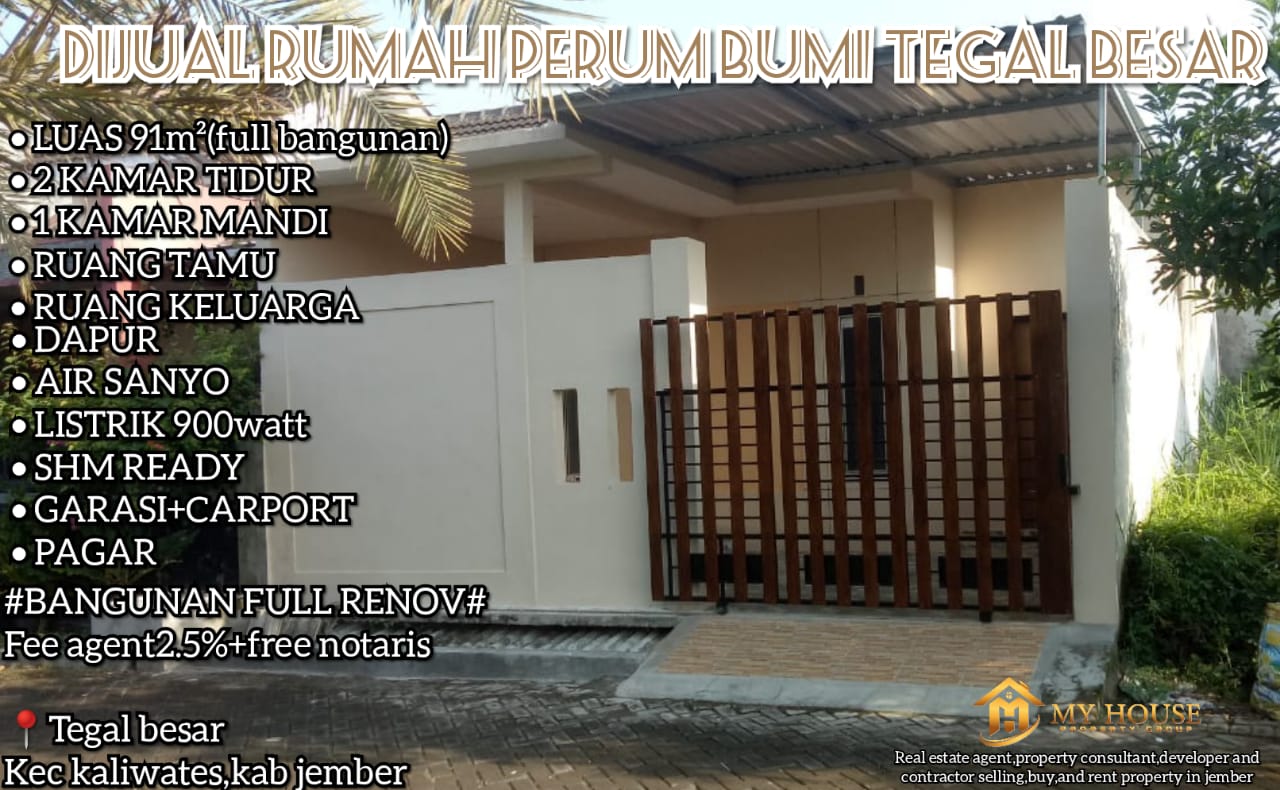 DIJUAL RUMAH PERUM BUMI TEGAL BESAR
• LUAS 91m²(full bangunan)
• 2 KAMAR TIDUR
• 1 KAMAR MANDI
• RUANG TAMU
• RUANG KELUARGA
• DAPUR
• AIR SANYO
• LISTRIK 900watt
• SHM READY
• GARASI+CARPORT
• PAGAR
#BANGUNAN FULL RENOV#
Fee agent2.5%+free notaris
📍Tegal besar
Kec kaliwates,kab jember
MY HOUSE
PROPERTY GROUP
Real estate agent,property consultant,developer and
contractor selling,buy,and rent property in jember